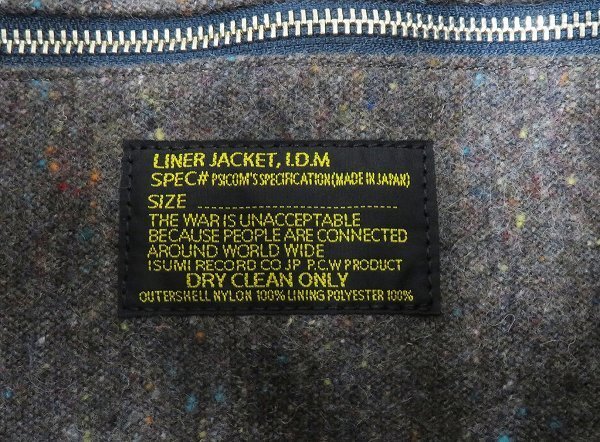 LINER JACKET, I.D.M
SPEC# PSICOM'S SPECIFICATION (MADE IN JAPAN)
SIZE
THE WAR IS UNACCEPTABLE
BECAUSE PEOPLE ARE CONNECTED
AROUND WORLD WIDE
ISUMI RECORD CO JP P.C.W PRODUCT
DRY CLEAN ONLY
OUTERSHELL NYLON 100% LINING POLYESTER 100%